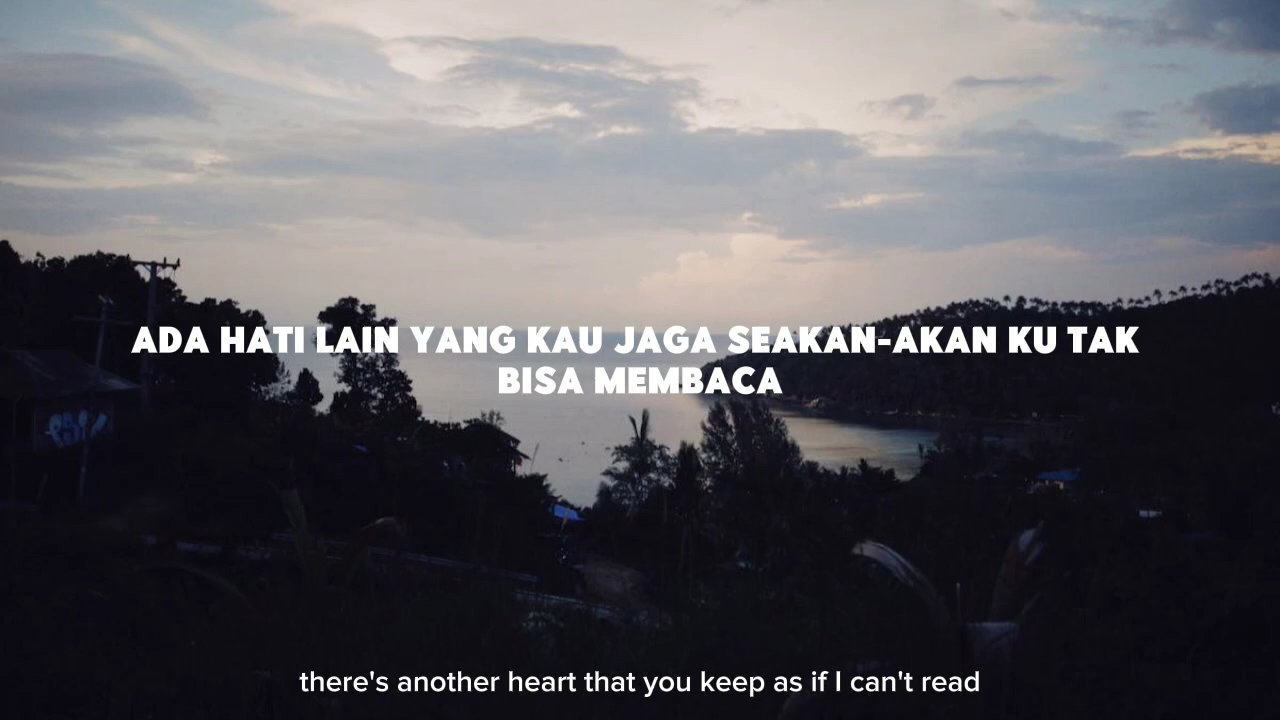 ADA HATI LAIN YANG KAU JAGA SEAKAN-AKAN KU TAK
BISA MEMBACA
there's another heart that you keep as if I can't read